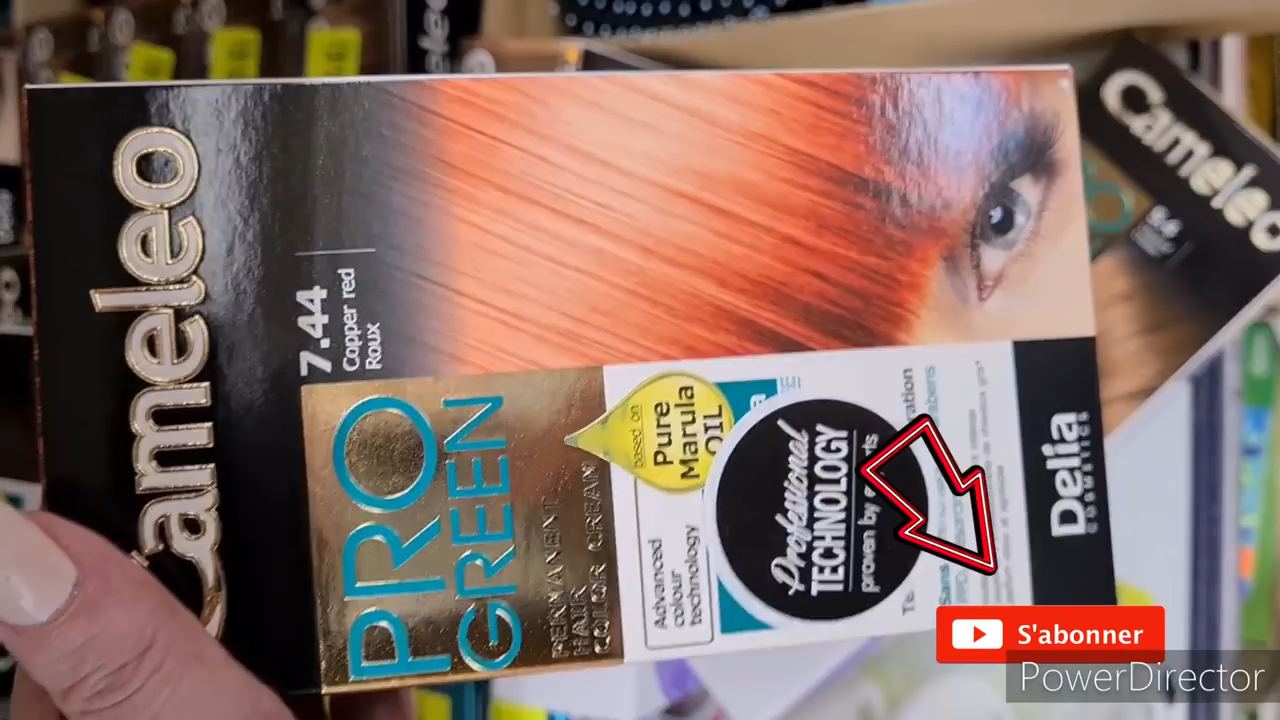 Cameleo
7.44
Copper red
Roux
PRO
GREEN
PERMANENT
HAIR
COLOR CREAM
based on
Pure
Marula
OIL
Advanced
colour
technology
Professional
TECHNOLOGY
proven by
Delia
COSMETICS
Cameleo
S'abonner
PowerDirector